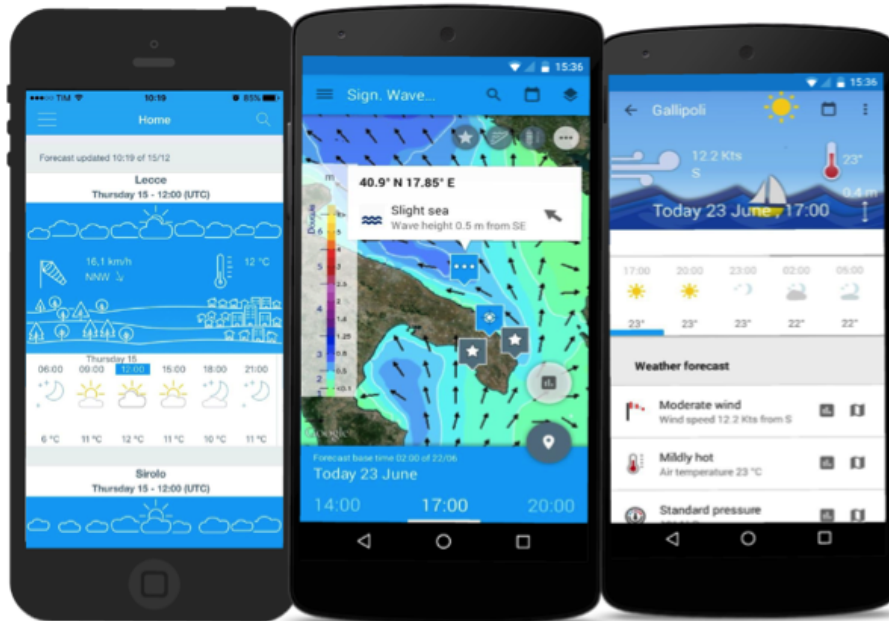 TIM
10:19
85%
Home
Forecast updated 10:19 of 15/12
Lecce
Thursday 15 - 12:00 (UTC)
16,1 km/h
NNW
12 °C
Thursday 15
06:00 09:00 12:00 15:00 18:00 21:00
6 °C 11 °C 12 °C 11 °C 10 °C 11 °C
Sirolo
Thursday 15 - 12:00 (UTC)
15:36
Sign. Wave...
m
40.9° N 17.85° E
Slight sea
Wave height 0.5 m from SE
Google
Forecast base time 02:00 of 22/06
Today 23 June
14:00 17:00 20:00
15:36
Gallipoli
12.2 Kts
S
23°
0.4 m
Today 23 June 17:00
17:00 20:00 23:00 02:00 05:00
23° 23° 23° 22° 22°
Weather forecast
Moderate wind
Wind speed 12.2 Kts from S
Mildly hot
Air temperature 23 °C
Standard pressure